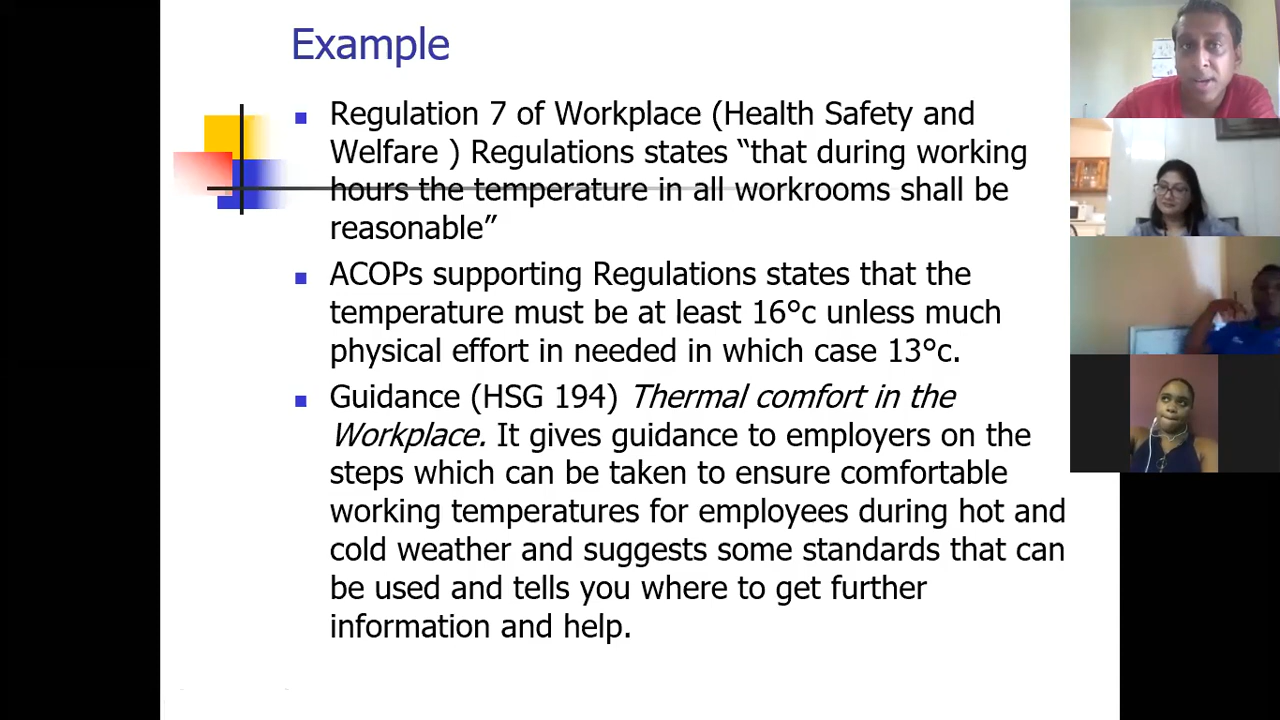 Example
Regulation 7 of Workplace (Health Safety and
Welfare ) Regulations states “that during working
hours the temperature in all workrooms shall be
reasonable”
ACOPs supporting Regulations states that the
temperature must be at least 16°c unless much
physical effort in needed in which case 13°c.
Guidance (HSG 194) Thermal comfort in the
Workplace. It gives guidance to employers on the
steps which can be taken to ensure comfortable
working temperatures for employees during hot and
cold weather and suggests some standards that can
be used and tells you where to get further
information and help.